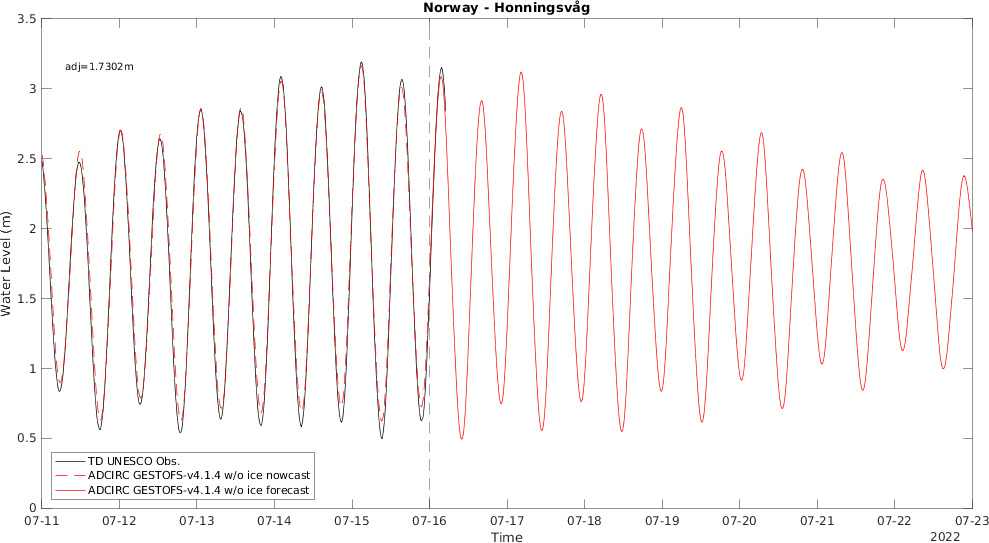 Norway - Honningsvåg
3.5
adj=1.7302m
3
2.5
2
Water Level (m)
1.5
1
0.5
TD UNESCO Obs.
ADCIRC GESTOFS-v4.1.4 w/o ice nowcast
ADCIRC GESTOFS-v4.1.4 w/o ice forecast
0
07-11 07-12 07-13 07-14 07-15 07-16 07-17 07-18 07-19 07-20 07-21 07-22 07-23
Time
2022